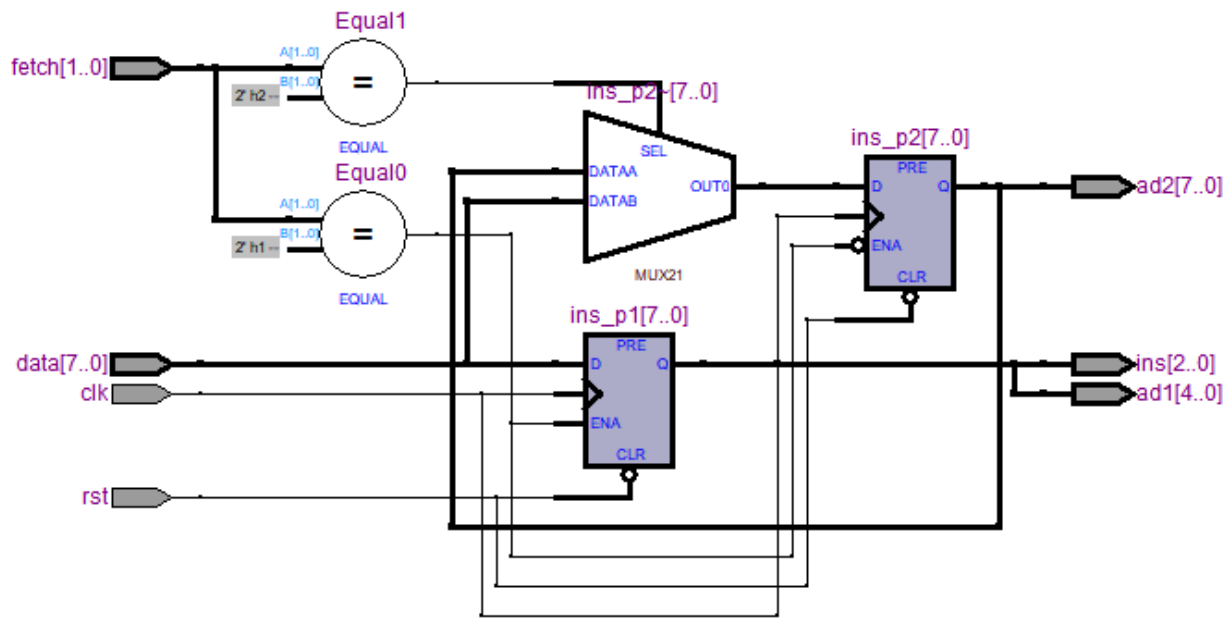 Equal1
fetch[1..0]
A[1..0]
B[1..0]
2' h2 --
=
EQUAL
ins_p2~[7..0]
SEL
DATAA
DATAB
OUT0
MUX21
ins_p2[7..0]
PRE
D
Q
ENA
CLR
ad2[7..0]
Equal0
A[1..0]
B[1..0]
2' h1 --
=
EQUAL
ins_p1[7..0]
data[7..0]
PRE
D
Q
ENA
CLR
ins[2..0]
clk
ad1[4..0]
rst